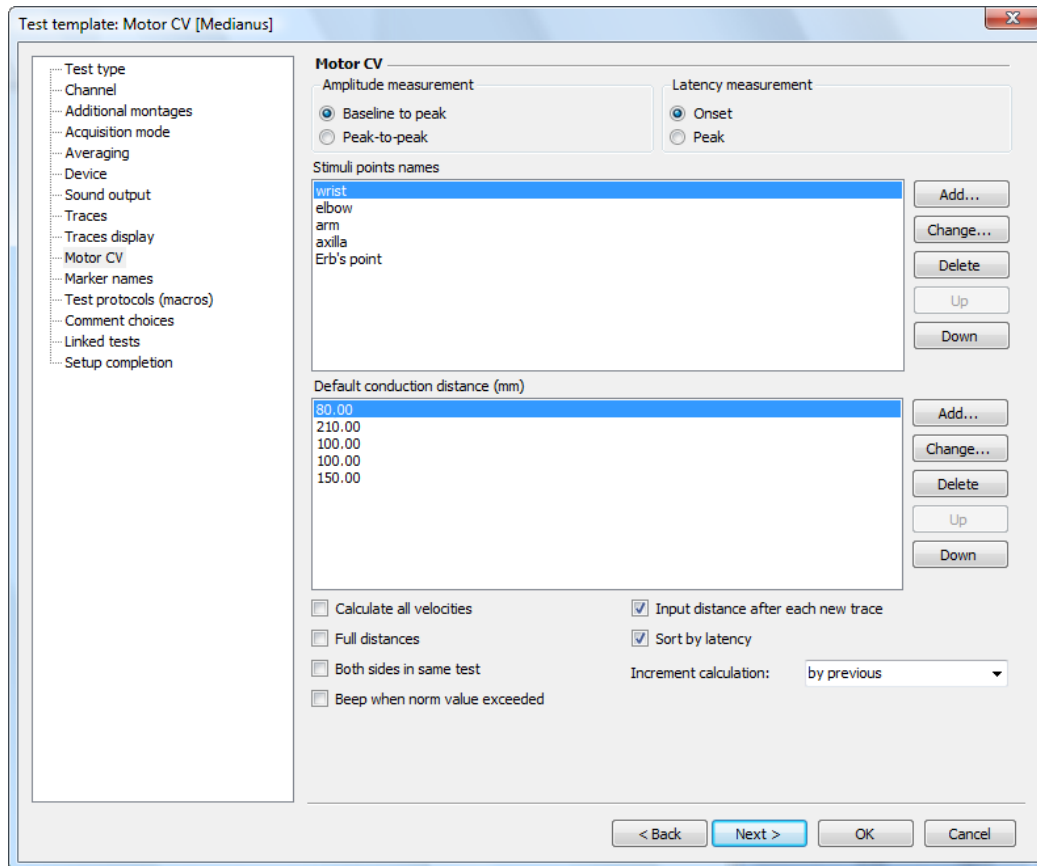 Test template: Motor CV [Medianus]
Test type
Channel
Additional montages
Acquisition mode
Averaging
Device
Sound output
Traces
Traces display
Motor CV
Marker names
Test protocols (macros)
Comment choices
Linked tests
Setup completion
Motor CV
Amplitude measurement
Baseline to peak
Peak-to-peak
Latency measurement
Onset
Peak
Stimuli points names
wrist
elbow
arm
axilla
Erb's point
Add...
Change...
Delete
Up
Down
Default conduction distance (mm)
80.00
210.00
100.00
100.00
150.00
Add...
Change...
Delete
Up
Down
Calculate all velocities
Full distances
Both sides in same test
Beep when norm value exceeded
Input distance after each new trace
Sort by latency
Increment calculation: by previous
< Back Next > OK Cancel